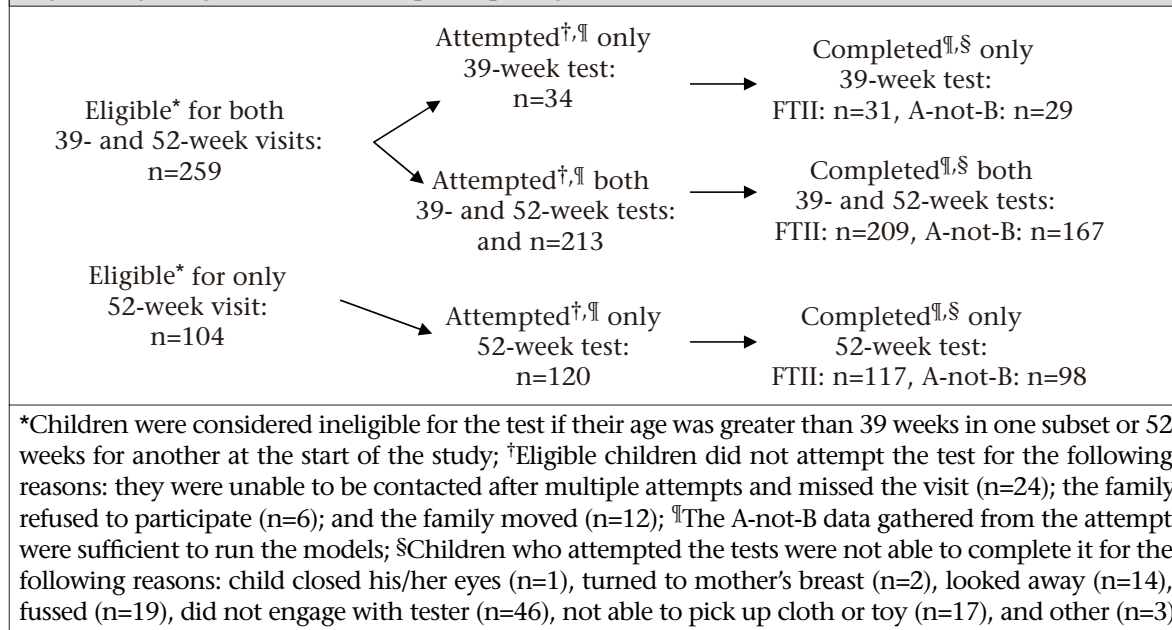 Attempted†,¶ only
39-week test:
n=34
Completed¶,§ only
39-week test:
FTII: n=31, A-not-B: n=29
Eligible* for both
39- and 52-week visits:
n=259
Attempted†,¶ both
39- and 52-week tests:
and n=213
Completed¶,§ both
39- and 52-week tests:
FTII: n=209, A-not-B: n=167
Eligible* for only
52-week visit:
n=104
Attempted†,¶ only
52-week test:
n=120
Completed¶,§ only
52-week test:
FTII: n=117, A-not-B: n=98
*Children were considered ineligible for the test if their age was greater than 39 weeks in one subset or 52
weeks for another at the start of the study; †Eligible children did not attempt the test for the following
reasons: they were unable to be contacted after multiple attempts and missed the visit (n=24); the family
refused to participate (n=6); and the family moved (n=12); ¶The A-not-B data gathered from the attempt
were sufficient to run the models; §Children who attempted the tests were not able to complete it for the
following reasons: child closed his/her eyes (n=1), turned to mother's breast (n=2), looked away (n=14),
fussed (n=19), did not engage with tester (n=46), not able to pick up cloth or toy (n=17), and other (n=3)